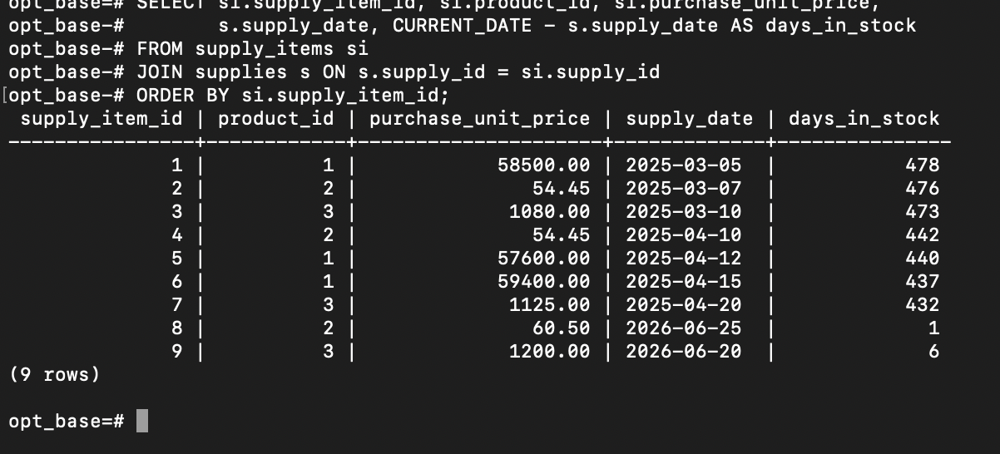 opt_base=# SELECT si.supply_item_id, si.product_id, si.purchase_unit_price,
opt_base-#        s.supply_date, CURRENT_DATE - s.supply_date AS days_in_stock
opt_base-# FROM supply_items si
opt_base-# JOIN supplies s ON s.supply_id = si.supply_id
[opt_base-# ORDER BY si.supply_item_id;
 supply_item_id | product_id | purchase_unit_price | supply_date | days_in_stock
----------------+------------+---------------------+-------------+---------------
              1 |          1 |            58500.00 | 2025-03-05  |           478
              2 |          2 |               54.45 | 2025-03-07  |           476
              3 |          3 |             1080.00 | 2025-03-10  |           473
              4 |          2 |               54.45 | 2025-04-10  |           442
              5 |          1 |            57600.00 | 2025-04-12  |           440
              6 |          1 |            59400.00 | 2025-04-15  |           437
              7 |          3 |             1125.00 | 2025-04-20  |           432
              8 |          2 |               60.50 | 2026-06-25  |             1
              9 |          3 |             1200.00 | 2026-06-20  |             6
(9 rows)
opt_base=#